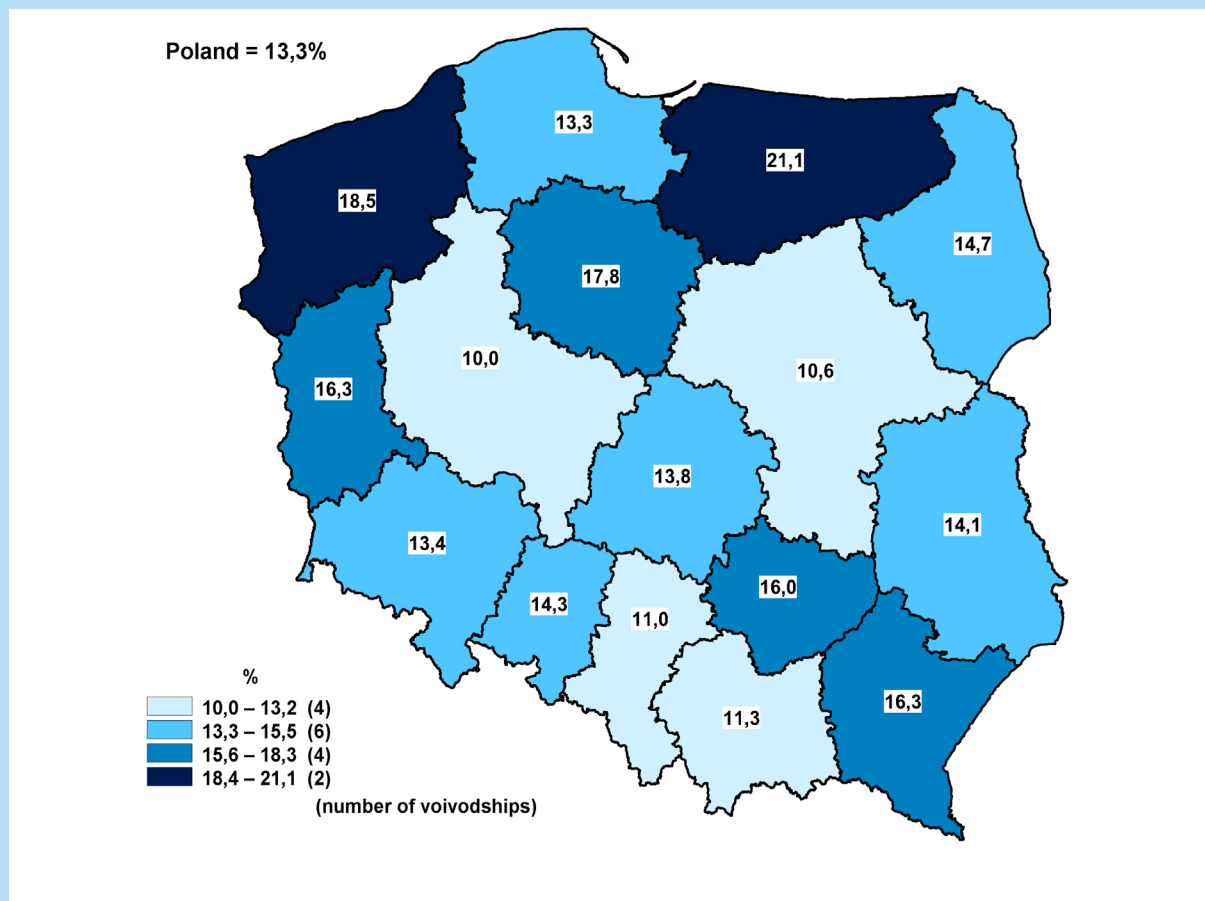 Poland = 13,3%
13,3
21,1
18,5
14,7
17,8
10,0
10,6
16,3
13,8
14,1
13,4
16,0
14,3
11,0
16,3
11,3
%
10,0 – 13,2 (4)
13,3 – 15,5 (6)
15,6 – 18,3 (4)
18,4 – 21,1 (2)
(number of voivodships)